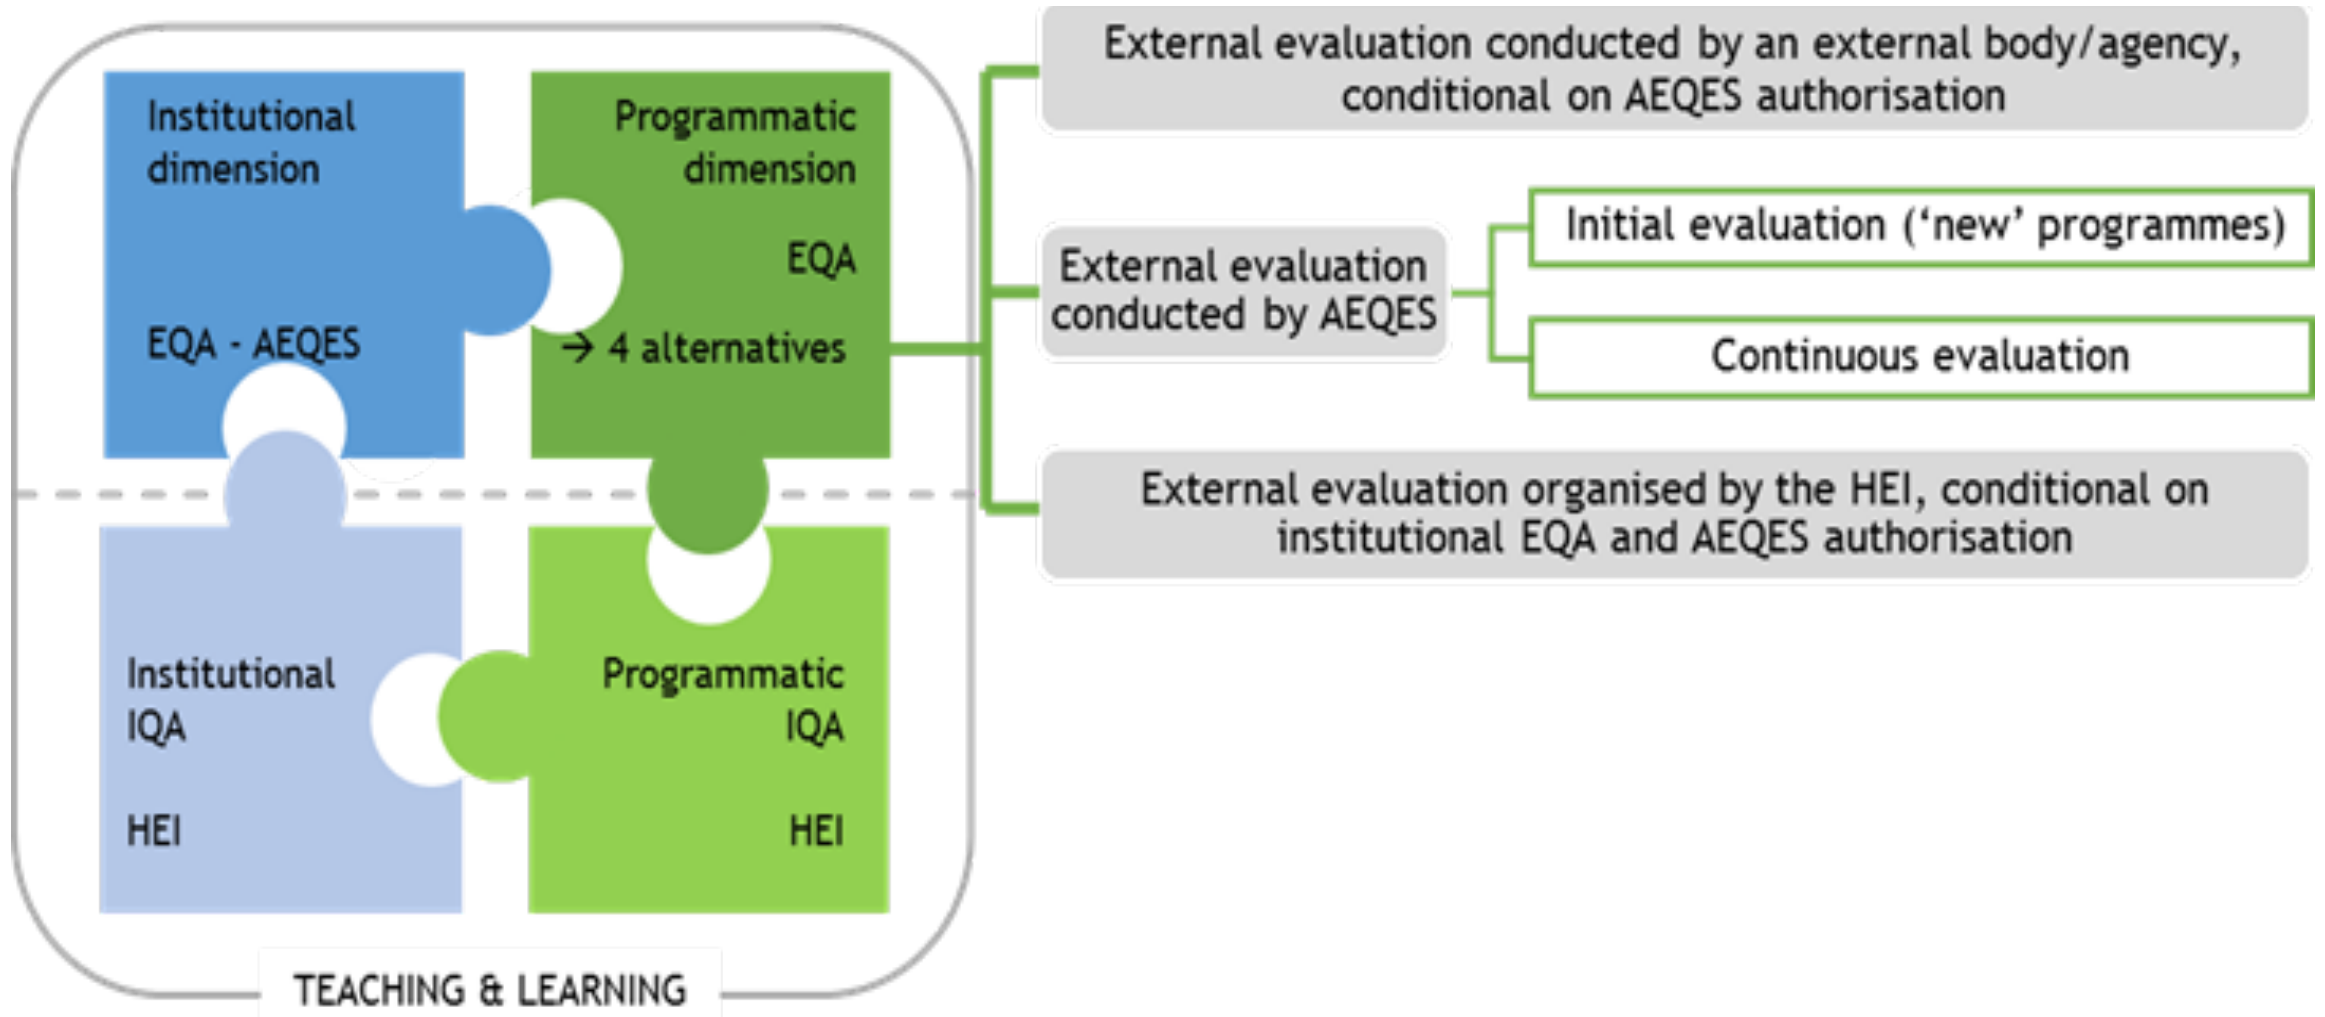 Institutional
dimension
EQA - AEQES
Programmatic
dimension
EQA
→ 4 alternatives
Institutional
IQA
HEI
Programmatic
IQA
HEI
TEACHING & LEARNING
External evaluation conducted by an external body/agency,
conditional on AEQES authorisation
External evaluation
conducted by AEQES
Initial evaluation (‘new’ programmes)
Continuous evaluation
External evaluation organised by the HEI, conditional on
institutional EQA and AEQES authorisation